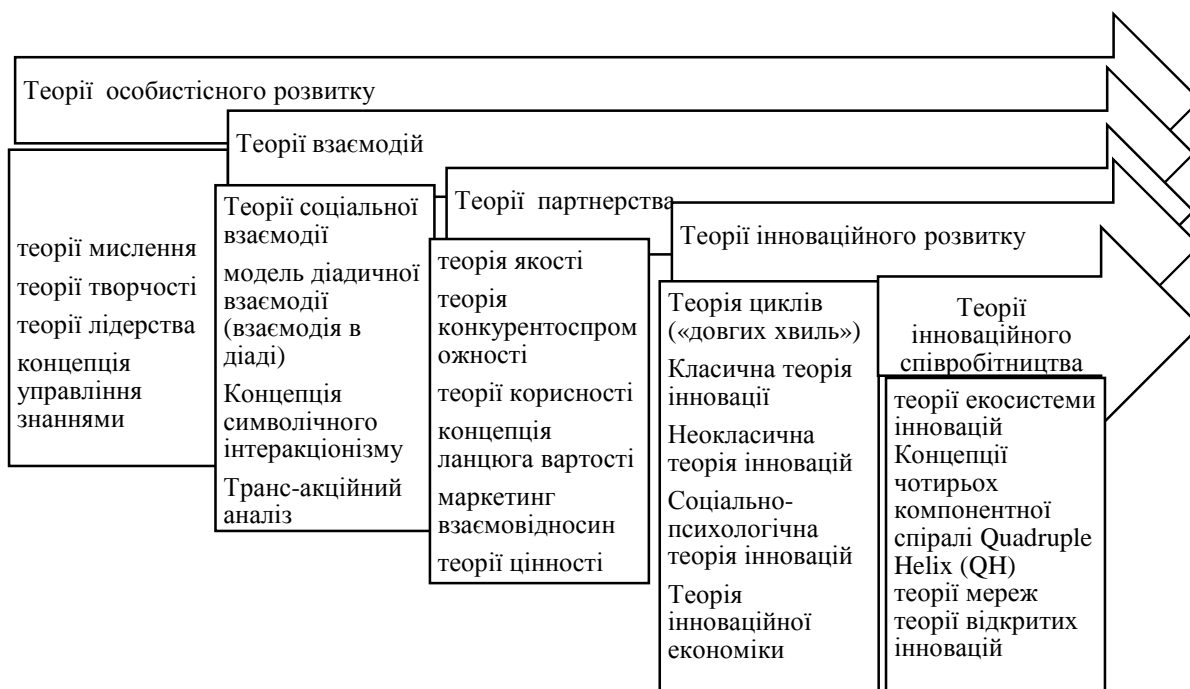 Теорії особистісного розвитку
теорії мислення
теорії творчості
теорії лідерства
концепція
управління
знаннями
Теорії взаємодій
Теорії соціальної
взаємодії
модель діадичної
взаємодії
(взаємодія в
діаді)
Концепція
символічного
інтеракціонізму
Транс-акційний
аналіз
Теорії партнерства
теорія якості
теорія
конкурентоспром
ожності
теорії корисності
концепція
ланцюга вартості
маркетинг
взаємовідносин
теорії цінності
Теорії інноваційного розвитку
Теорія циклів
(«довгих хвиль»)
Класична теорія
інновації
Неокласична
теорія інновацій
Соціально-
психологічна
теорія інновацій
Теорія
інноваційної
економіки
Теорії
інноваційного
співробітництва
теорії екосистеми
інновацій
Концепції
чотирьох
компонентної
спіралі Quadruple
Helix (QH)
теорії мереж
теорії відкритих
інновацій